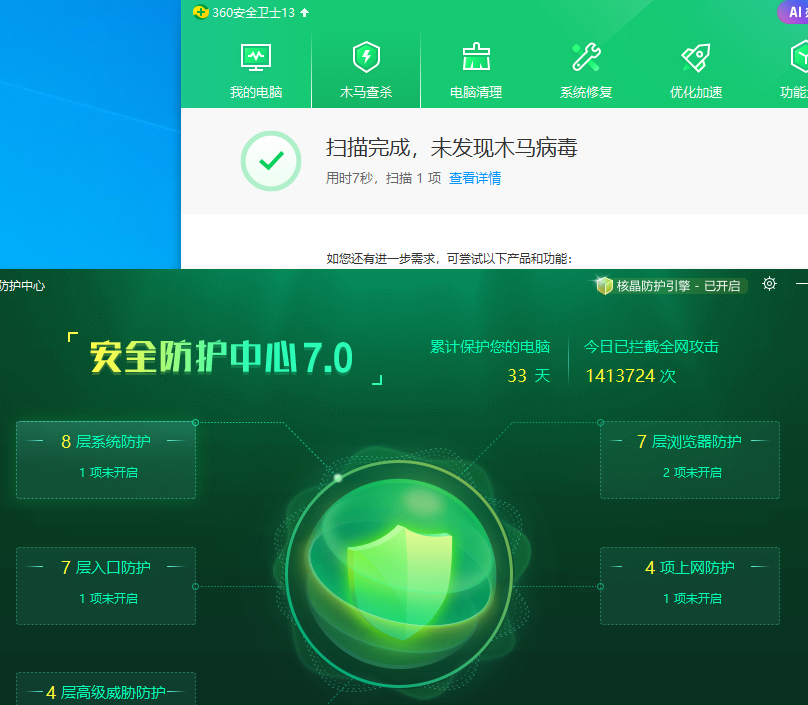 360安全卫士13
AI
我的电脑
木马查杀
电脑清理
系统修复
优化加速
功能
扫描完成，未发现木马病毒
用时7秒，扫描 1 项 查看详情
如您还有进一步需求，可尝试以下产品和功能：
防护中心
核晶防护引擎 - 已开启
安全防护中心7.0
累计保护您的电脑
33 天
今日已拦截全网攻击
1413724 次
8 层系统防护
1 项未开启
7 层浏览器防护
2 项未开启
7 层入口防护
1 项未开启
4 项上网防护
1 项未开启
4 层高级威胁防护